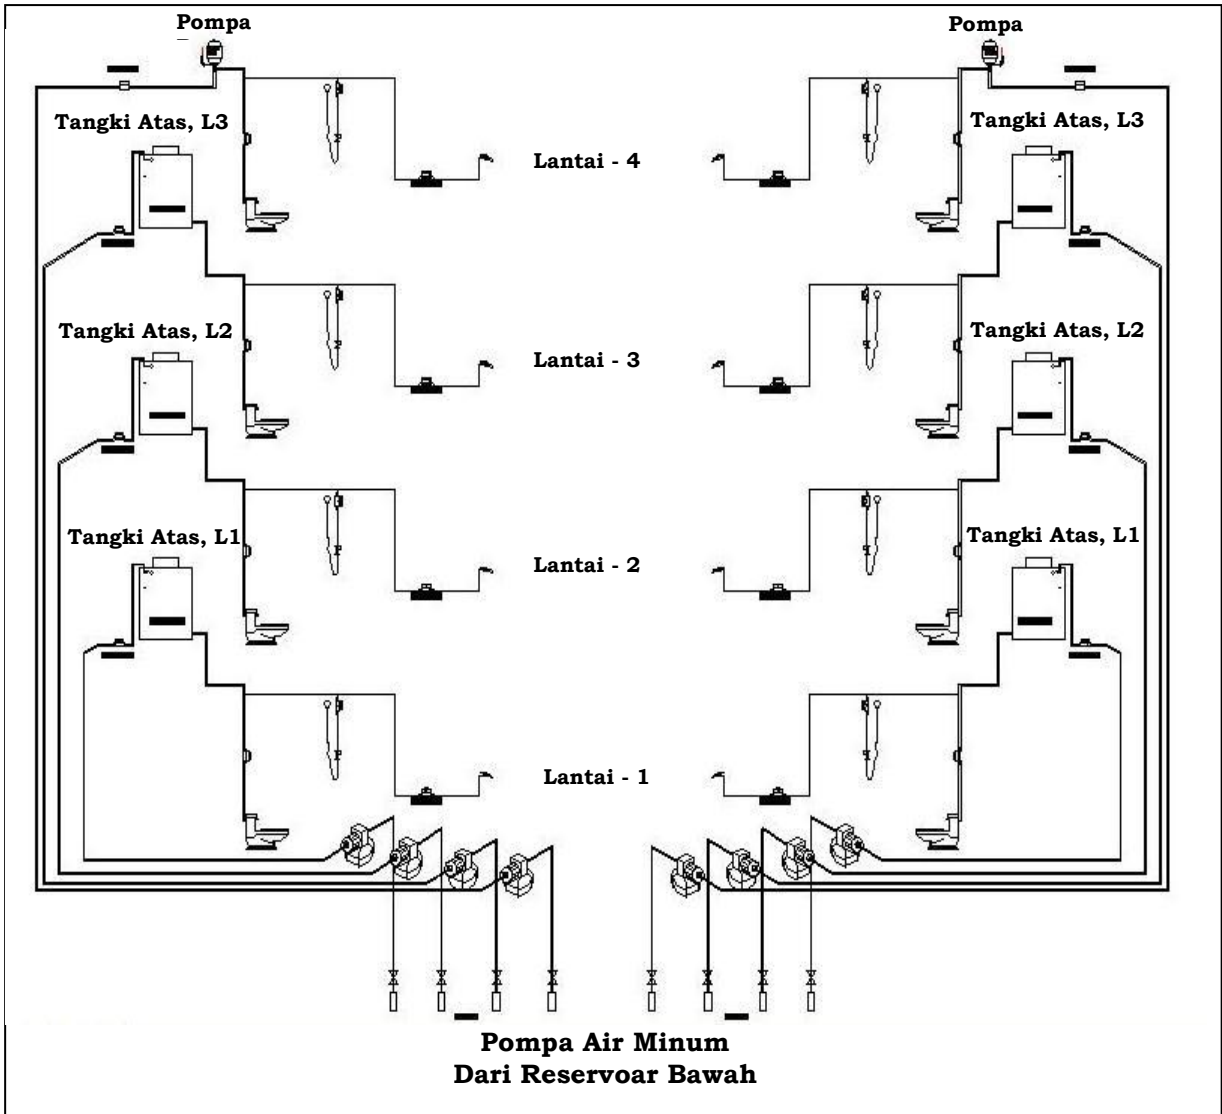 Pompa
Pompa
Tangki Atas, L3
Tangki Atas, L3
Lantai - 4
Tangki Atas, L2
Tangki Atas, L2
Lantai - 3
Tangki Atas, L1
Tangki Atas, L1
Lantai - 2
Lantai - 1
Pompa Air Minum
Dari Reservoar Bawah